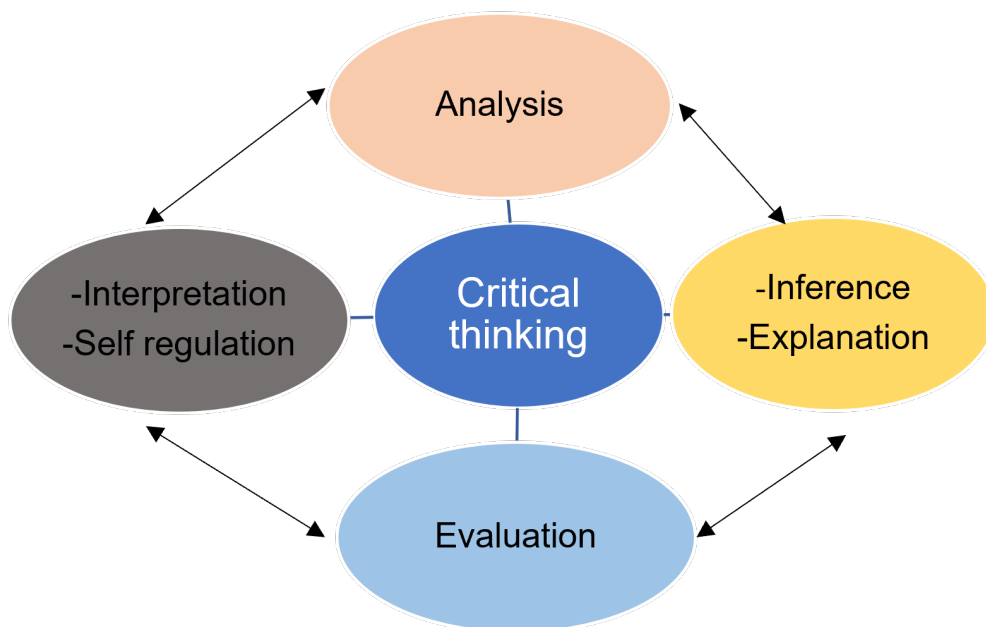 Analysis
-Interpretation
-Self regulation
Critical
thinking
-Inference
-Explanation
Evaluation